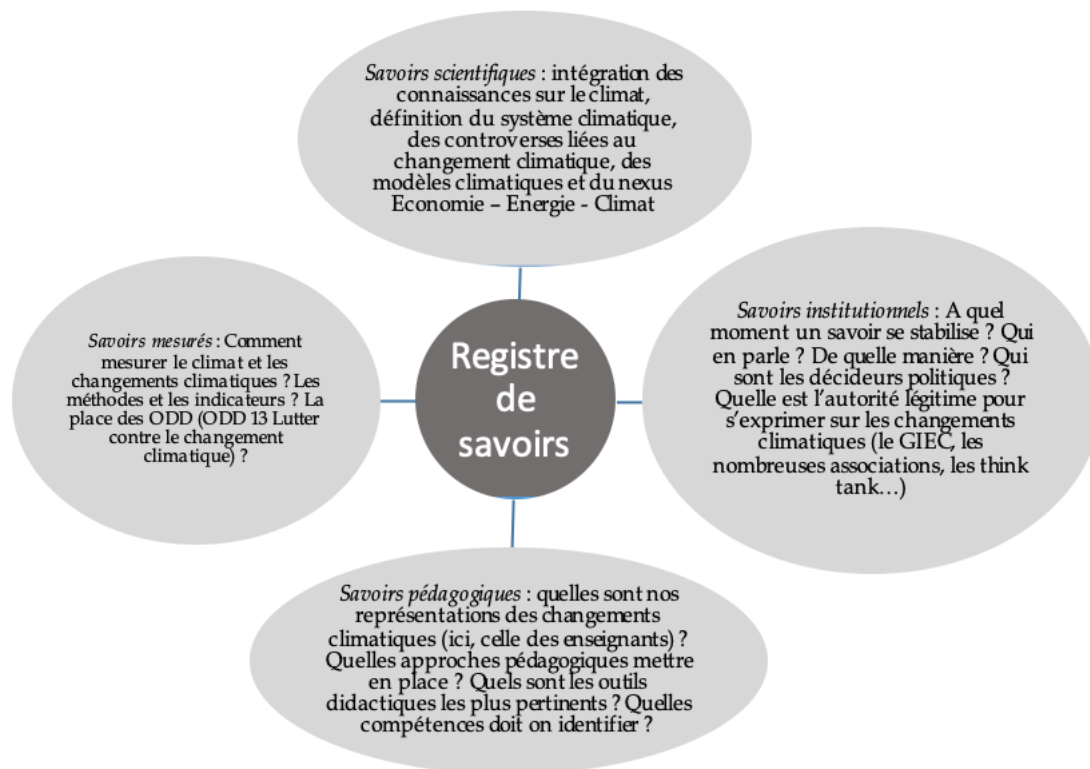 Savoirs scientifiques : intégration des
connaissances sur le climat,
définition du système climatique,
des controverses liées au
changement climatique, des
modèles climatiques et du nexus
Economie – Energie - Climat
Savoirs mesurés : Comment
mesurer le climat et les
changements climatiques ? Les
méthodes et les indicateurs ? La
place des ODD (ODD 13 Lutter
contre le changement
climatique) ?
Registre
de
savoirs
Savoirs institutionnels : A quel
moment un savoir se stabilise ? Qui
en parle ? De quelle manière ? Qui
sont les décideurs politiques ?
Quelle est l’autorité légitime pour
s’exprimer sur les changements
climatiques (le GIEC, les
nombreuses associations, les think
tank…)
Savoirs pédagogiques : quelles sont nos
représentations des changements
climatiques (ici, celle des enseignants) ?
Quelles approches pédagogiques mettre
en place ? Quels sont les outils
didactiques les plus pertinents ? Quelles
compétences doit on identifier ?